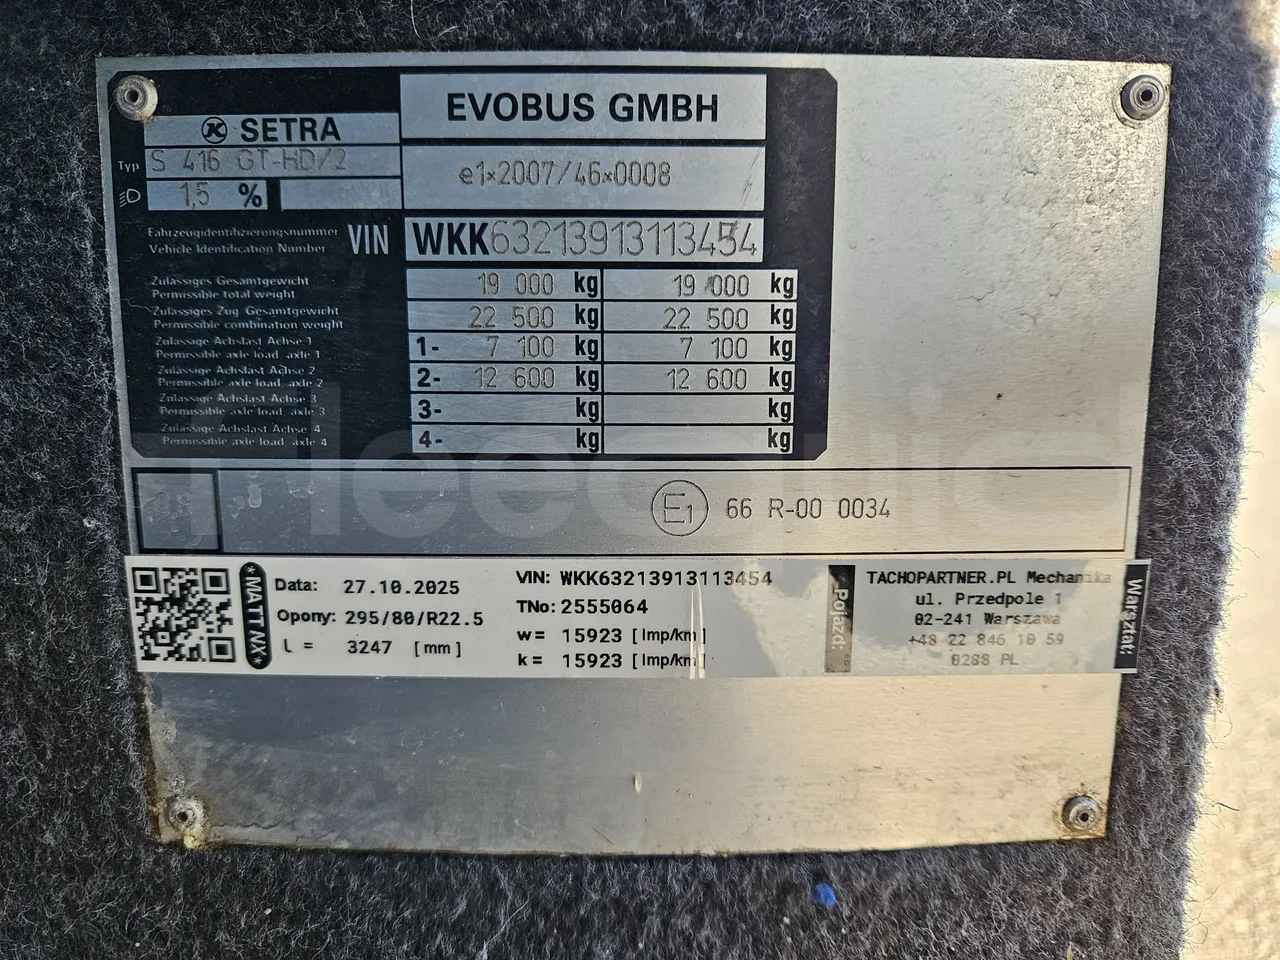 EVOBUS GMBH
SETRA
Typ S 416 GT-HD/2
e1*2007/46*0008
1,5 %
Fahrzeugidentifizierungsnummer
Vehicle Identification Number
VIN WKK63213913113454
Zulässiges Gesamtgewicht
Permissible total weight
19 000 kg 19 000 kg
Zulässiges Zug Gesamtgewicht
Permissible combination weight
22 500 kg 22 500 kg
Zulässige Achslast Achse 1
Permissible axle load, axle 1
1- 7 100 kg 7 100 kg
Zulässige Achslast Achse 2
Permissible axle load, axle 2
2- 12 600 kg 12 600 kg
Zulässige Achslast Achse 3
Permissible axle load, axle 3
3- kg kg
Zulässige Achslast Achse 4
Permissible axle load, axle 4
4- kg kg
E1 66 R-00 0034
*MATTNIX*
Data: 27.10.2025
Opony: 295/80/R22.5
L = 3247 [mm]
VIN: WKK63213913113454
TNo: 2555064
w= 15923 [Imp/km]
k= 15923 [Imp/km]
Pojazd:
TACHOPARTNER.PL Mechanika
ul. Przedpole 1
02-241 Warszawa
+48 22 846 10 59
0288 PL
Warsztat: